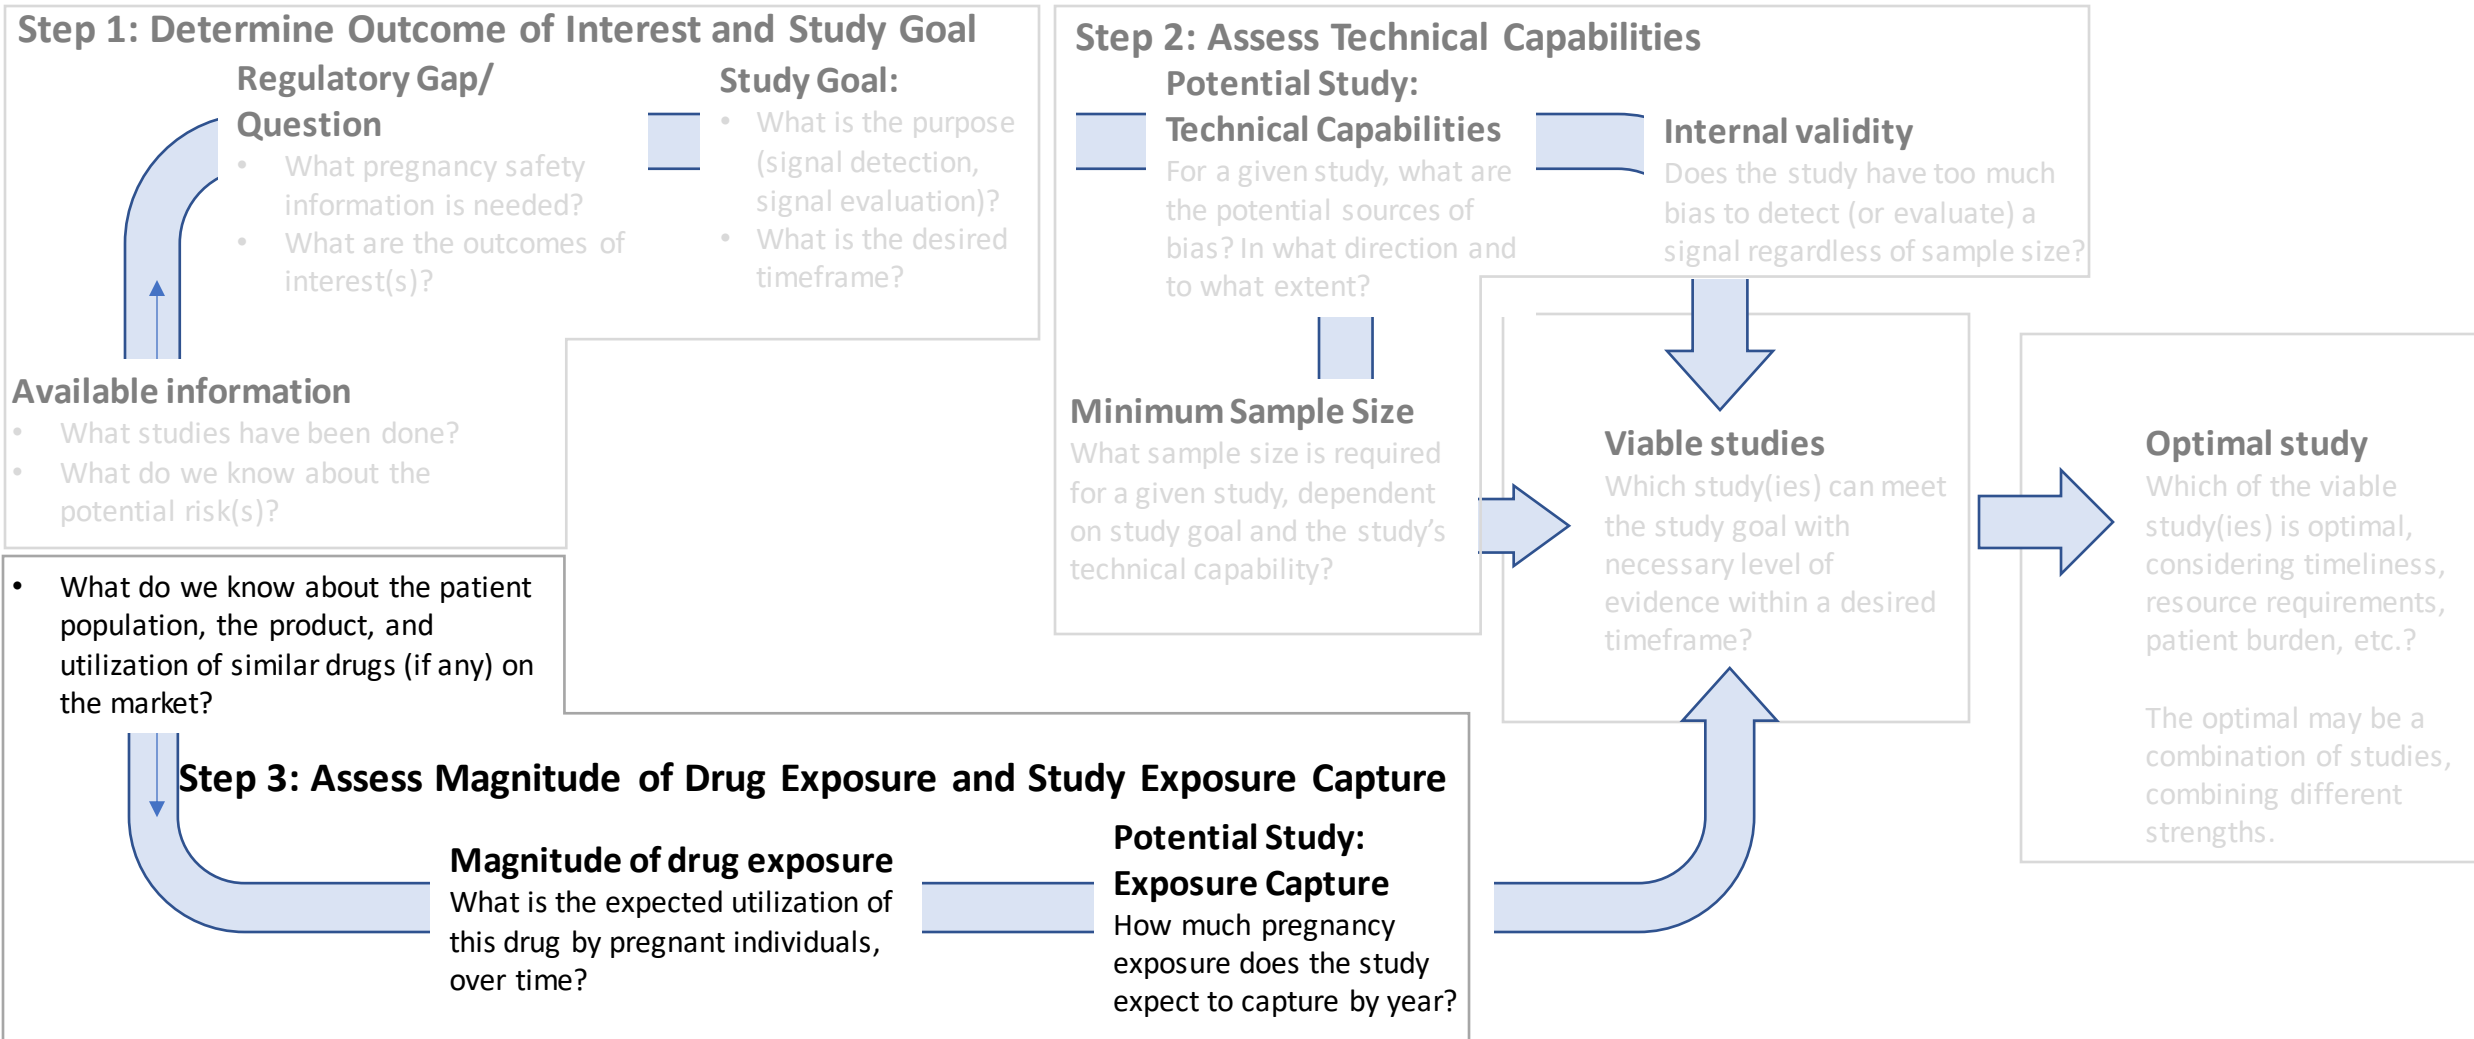 Step 1: Determine Outcome of Interest and Study Goal
Regulatory Gap/
Question
• What pregnancy safety
information is needed?
• What are the outcomes of
interest(s)?
Study Goal:
• What is the purpose
(signal detection,
signal evaluation)?
• What is the desired
timeframe?
Available information
• What studies have been done?
• What do we know about the
potential risk(s)?
• What do we know about the patient
population, the product, and
utilization of similar drugs (if any) on
the market?
Step 2: Assess Technical Capabilities
Potential Study:
Technical Capabilities
For a given study, what are
the potential sources of
bias? In what direction and
to what extent?
Internal validity
Does the study have too much
bias to detect (or evaluate) a
signal regardless of sample size?
Minimum Sample Size
What sample size is required
for a given study, dependent
on study goal and the study's
technical capability?
Viable studies
Which study(ies) can meet
the study goal with
necessary level of
evidence within a desired
timeframe?
Optimal study
Which of the viable
study(ies) is optimal,
considering timeliness,
resource requirements,
patient burden, etc.?
The optimal may be a
combination of studies,
combining different
strengths.
Step 3: Assess Magnitude of Drug Exposure and Study Exposure Capture
Magnitude of drug exposure
What is the expected utilization of
this drug by pregnant individuals,
over time?
Potential Study:
Exposure Capture
How much pregnancy
exposure does the study
expect to capture by year?